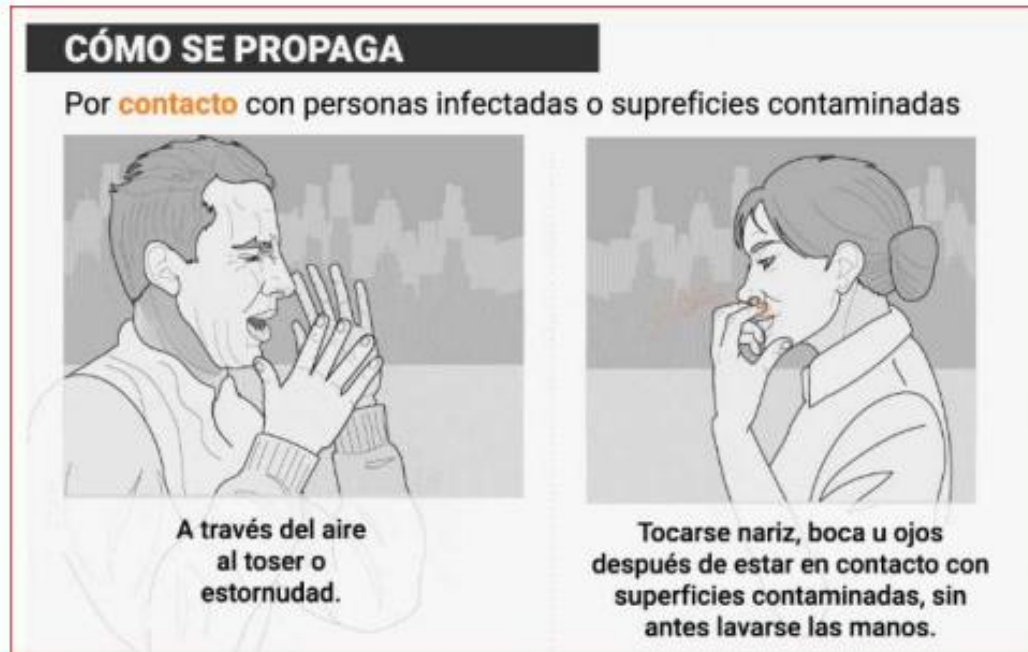 CÓMO SE PROPAGA
Por contacto con personas infectadas o supreficies contaminadas
A través del aire
al toser o
estornudad.
Tocarse nariz, boca u ojos
después de estar en contacto con
superficies contaminadas, sin
antes lavarse las manos.